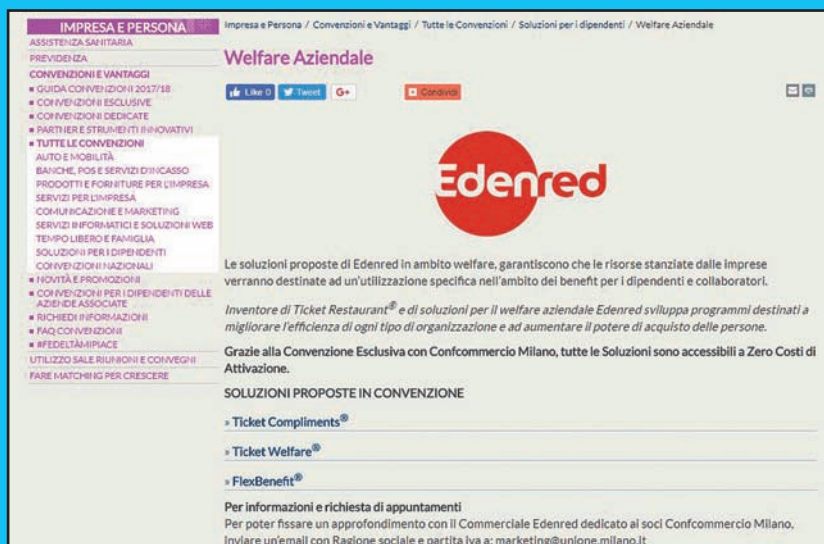 IMPRESA E PERSONA
ASSISTENZA SANITARIA
PREVIDENZA
CONVENZIONI E VANTAGGI
GUIDA CONVENZIONI 2017/18
CONVENZIONI ESCLUSIVE
CONVENZIONI DEDICATE
PARTNER E STRUMENTI INNOVATIVI
TUTTE LE CONVENZIONI
AUTO E MOBILITÀ
BANCHE, POS E SERVIZI D'INCASSO
PRODOTTI E FORNITURE PER L'IMPRESA
SERVIZI PER L'IMPRESA
COMUNICAZIONE E MARKETING
SERVIZI INFORMATICI E SOLUZIONI WEB
TEMPO LIBERO E FAMIGLIA
SOLUZIONI PER I DIPENDENTI
CONVENZIONI NAZIONALI
NOVITÀ E PROMOZIONI
CONVENZIONI PER I DIPENDENTI DELLE
AZIENDE ASSOCIATE
RICHIEDI INFORMAZIONI
FAQ CONVENZIONI
#FEDELTÀMIPIACE
UTILIZZO SALE RIUNIONI E CONVEGNI
FARE MATCHING PER CRESCERE
Impresa e Persona / Convenzioni e Vantaggi / Tutte le Convenzioni / Soluzioni per i dipendenti / Welfare Aziendale
Welfare Aziendale
Like 0 Tweet G+ Condividi
Edenred
Le soluzioni proposte di Edenred in ambito welfare, garantiscono che le risorse stanziate dalle imprese
verranno destinate ad un'utilizzazione specifica nell'ambito dei benefit per i dipendenti e collaboratori.
Inventore di Ticket Restaurant® e di soluzioni per il welfare aziendale Edenred sviluppa programmi destinati a
migliorare l'efficienza di ogni tipo di organizzazione e ad aumentare il potere di acquisto delle persone.
Grazie alla Convenzione Esclusiva con Confcommercio Milano, tutte le Soluzioni sono accessibili a Zero Costi di
Attivazione.
SOLUZIONI PROPOSTE IN CONVENZIONE
» Ticket Compliments®
» Ticket Welfare®
» FlexBenefit®
Per informazioni e richiesta di appuntamenti
Per poter fissare un approfondimento con il Commerciale Edenred dedicato ai soci Confcommercio Milano,
Inviare un'email con Ragione sociale e partita iva a: marketing@unione.milano.it